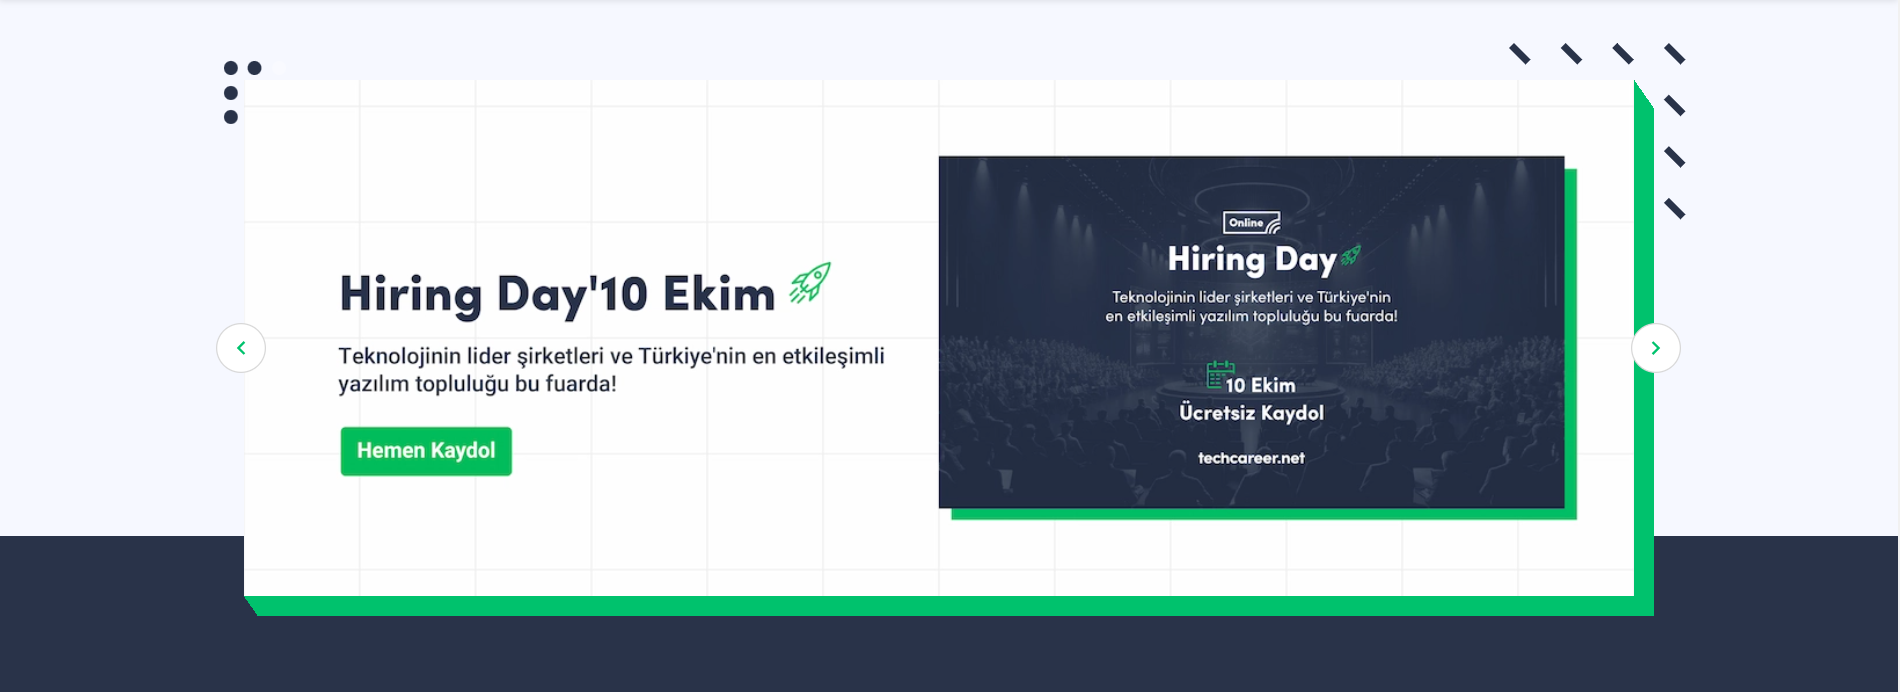 Hiring Day'10 Ekim
Teknolojinin lider şirketleri ve Türkiye'nin en etkileşimli
yazılım topluluğu bu fuarda!
Hemen Kaydol
Online
Hiring Day
Teknolojinin lider şirketleri ve Türkiye'nin
en etkileşimli yazılım topluluğu bu fuarda!
10 Ekim
Ücretsiz Kaydol
techcareer.net